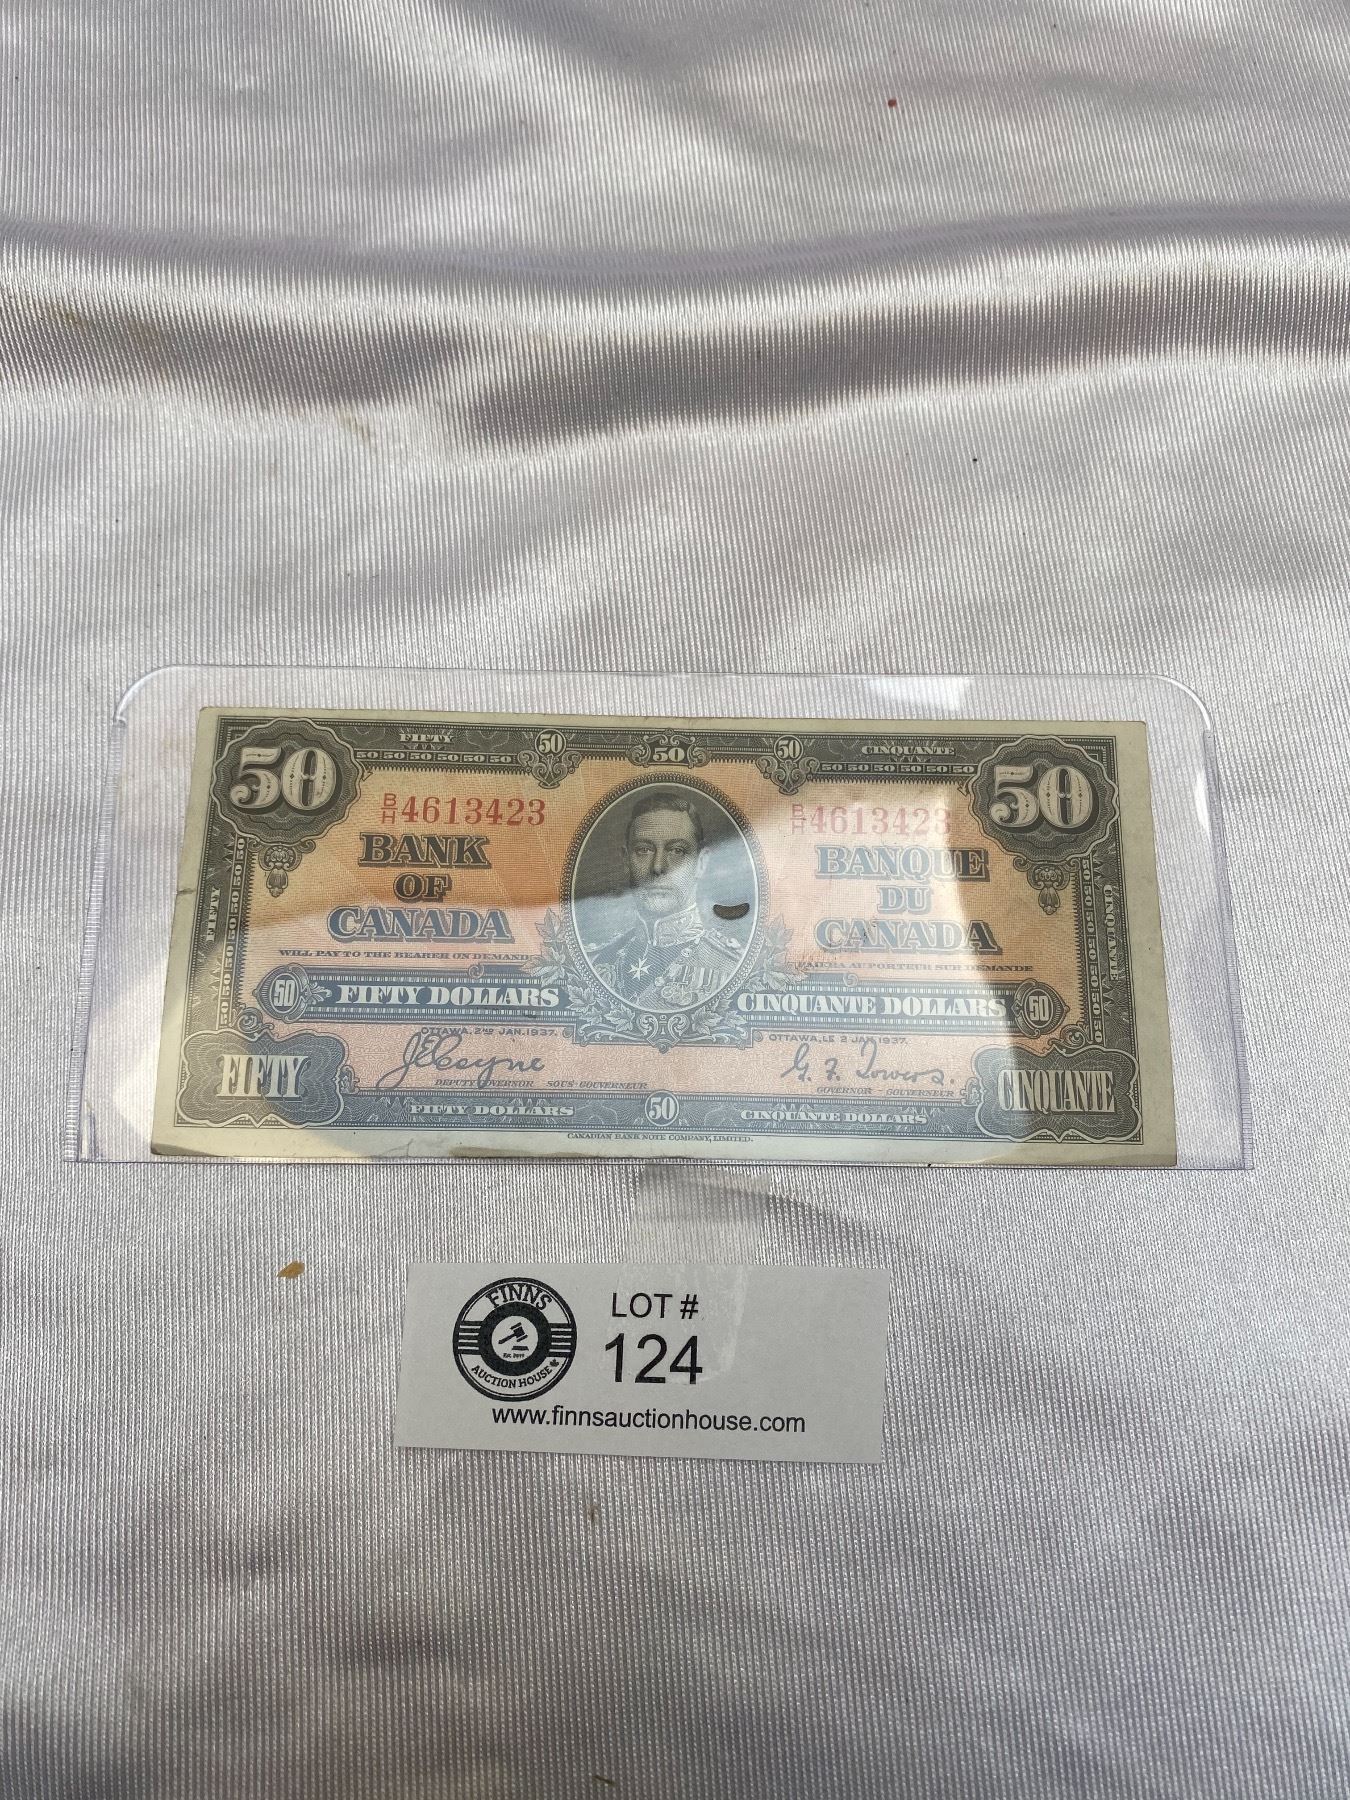 FIFTY 50 50 50 CINQUANTE
50 50 50 50 50 50 50 50 50 50 50 50
50 50
B/H 4613423 B/H 4613423
BANK BANQUE
OF DU
CANADA CANADA
WILL PAY TO THE BEARER ON DEMAND PAIERA AU PORTEUR SUR DEMANDE
50 FIFTY DOLLARS CINQUANTE DOLLARS 50
OTTAWA, 2ND JAN. 1937. OTTAWA, LE 2 JAN. 1937.
J E Coyne G. F. Towers.
DEPUTY GOVERNOR SOUS-GOUVERNEUR GOVERNOR - GOUVERNEUR
FIFTY CINQUANTE
FIFTY DOLLARS 50 CINQUANTE DOLLARS
CANADIAN BANK NOTE COMPANY, LIMITED.
FIFTY
CINQUANTE
FINNS
AUCTION HOUSE
LOT #
124
www.finnsauctionhouse.com